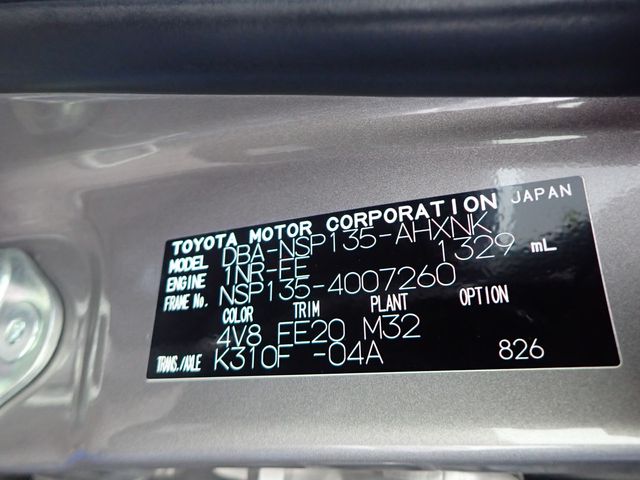 TOYOTA MOTOR CORPORATION JAPAN
MODEL DBA-NSP135-AHXNK
ENGINE 1NR-FE 1329 mL
FRAME No. NSP135-4007260
COLOR TRIM PLANT OPTION
4V8 FE20 M32
TRANS./AXLE K310F -04A 826